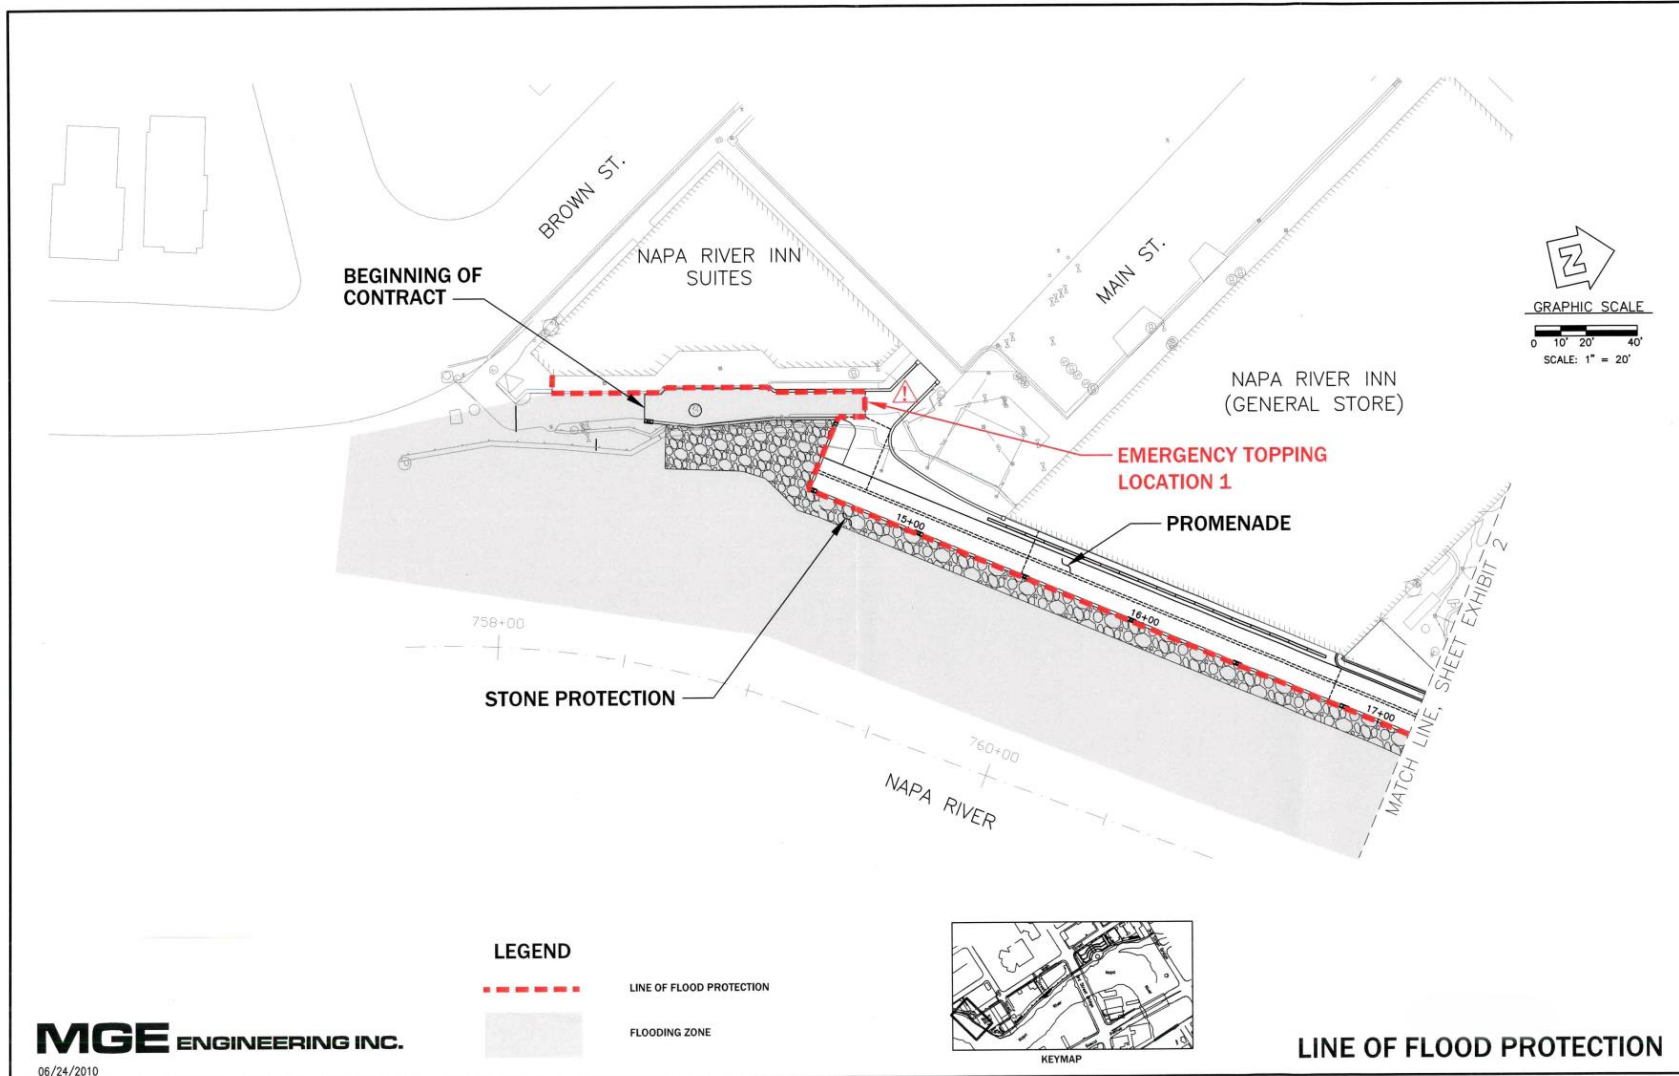 BROWN ST.
NAPA RIVER INN
SUITES
MAIN ST.
BEGINNING OF
CONTRACT
Z
GRAPHIC SCALE
0 10' 20' 40'
SCALE: 1" = 20'
NAPA RIVER INN
(GENERAL STORE)
!
EMERGENCY TOPPING
LOCATION 1
PROMENADE
15+00
16+00
17+00
MATCH LINE, SHEET EXHIBIT 2
758+00
STONE PROTECTION
760+00
NAPA RIVER
LEGEND
LINE OF FLOOD PROTECTION
FLOODING ZONE
KEYMAP
MGE ENGINEERING INC.
06/24/2010
LINE OF FLOOD PROTECTION